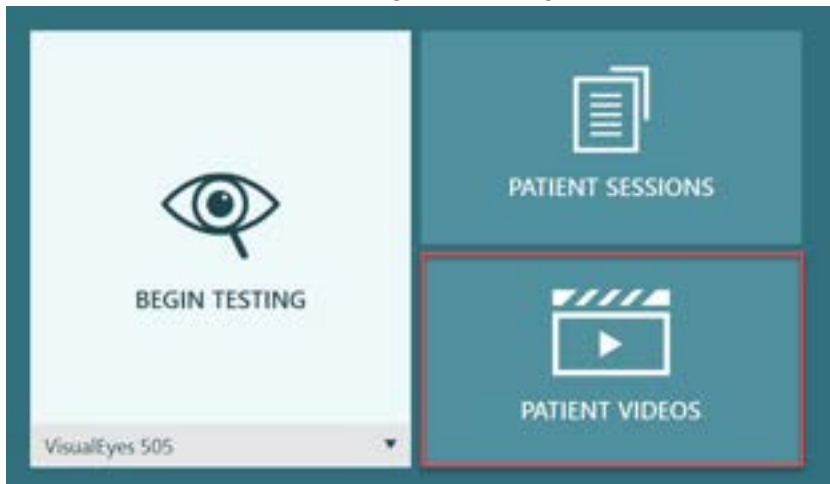 BEGIN TESTING
VisualEyes 505
PATIENT SESSIONS
PATIENT VIDEOS